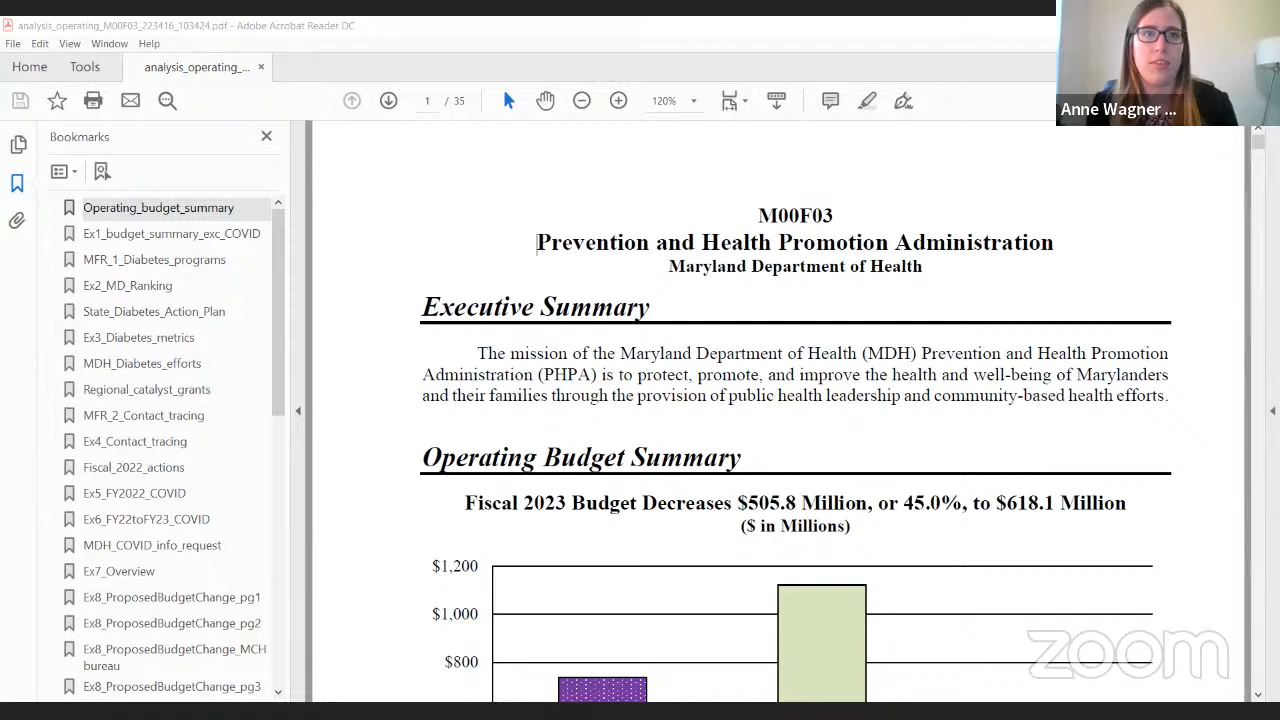 analysis_operating_M00F03_223416_103424.pdf - Adobe Acrobat Reader DC
File Edit View Window Help
Home Tools analysis_operating_... ×
1 / 35 120%
Anne Wagner ...
Bookmarks
Operating_budget_summary
Ex1_budget_summary_exc_COVID
MFR_1_Diabetes_programs
Ex2_MD_Ranking
State_Diabetes_Action_Plan
Ex3_Diabetes_metrics
MDH_Diabetes_efforts
Regional_catalyst_grants
MFR_2_Contact_tracing
Ex4_Contact_tracing
Fiscal_2022_actions
Ex5_FY2022_COVID
Ex6_FY22toFY23_COVID
MDH_COVID_info_request
Ex7_Overview
Ex8_ProposedBudgetChange_pg1
Ex8_ProposedBudgetChange_pg2
Ex8_ProposedBudgetChange_MCH
bureau
Ex8_ProposedBudgetChange_pg3
M00F03
Prevention and Health Promotion Administration
Maryland Department of Health
Executive Summary
The mission of the Maryland Department of Health (MDH) Prevention and Health Promotion
Administration (PHPA) is to protect, promote, and improve the health and well-being of Marylanders
and their families through the provision of public health leadership and community-based health efforts.
Operating Budget Summary
Fiscal 2023 Budget Decreases $505.8 Million, or 45.0%, to $618.1 Million
($ in Millions)
$1,200
$1,000
$800
zoom